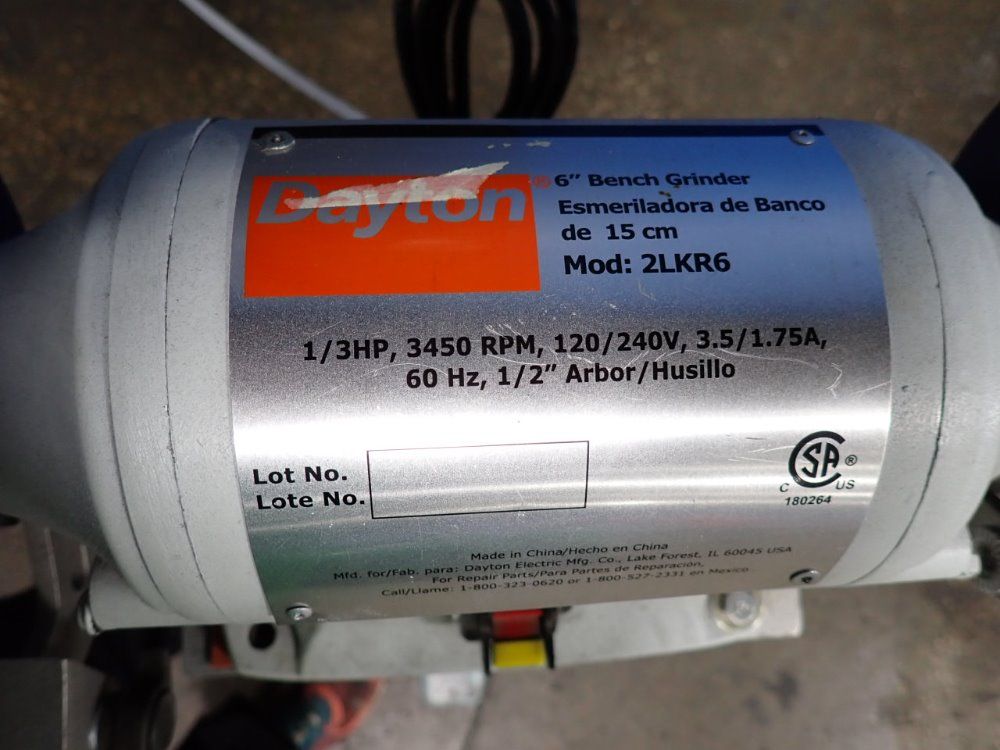 Dayton®
6" Bench Grinder
Esmeriladora de Banco
de 15 cm
Mod: 2LKR6
1/3HP, 3450 RPM, 120/240V, 3.5/1.75A,
60 Hz, 1/2" Arbor/Husillo
Lot No.
Lote No.
CSA®
C US
180264
Made in China/Hecho en China
Mfd. for/Fab. para: Dayton Electric Mfg. Co., Lake Forest, IL 60045 USA
For Repair Parts/Para Partes de Reparación,
Call/Llame: 1-800-323-0620 or 1-800-527-2331 en Mexico